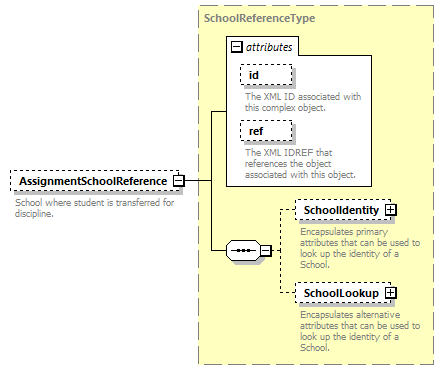 SchoolReferenceType
attributes
id
The XML ID associated with
this complex object.
ref
The XML IDREF that
references the object
associated with this object.
AssignmentSchoolReference
School where student is transferred for
discipline.
SchoolIdentity
Encapsulates primary
attributes that can be used to
look up the identity of a
School.
SchoolLookup
Encapsulates alternative
attributes that can be used to
look up the identity of a
School.